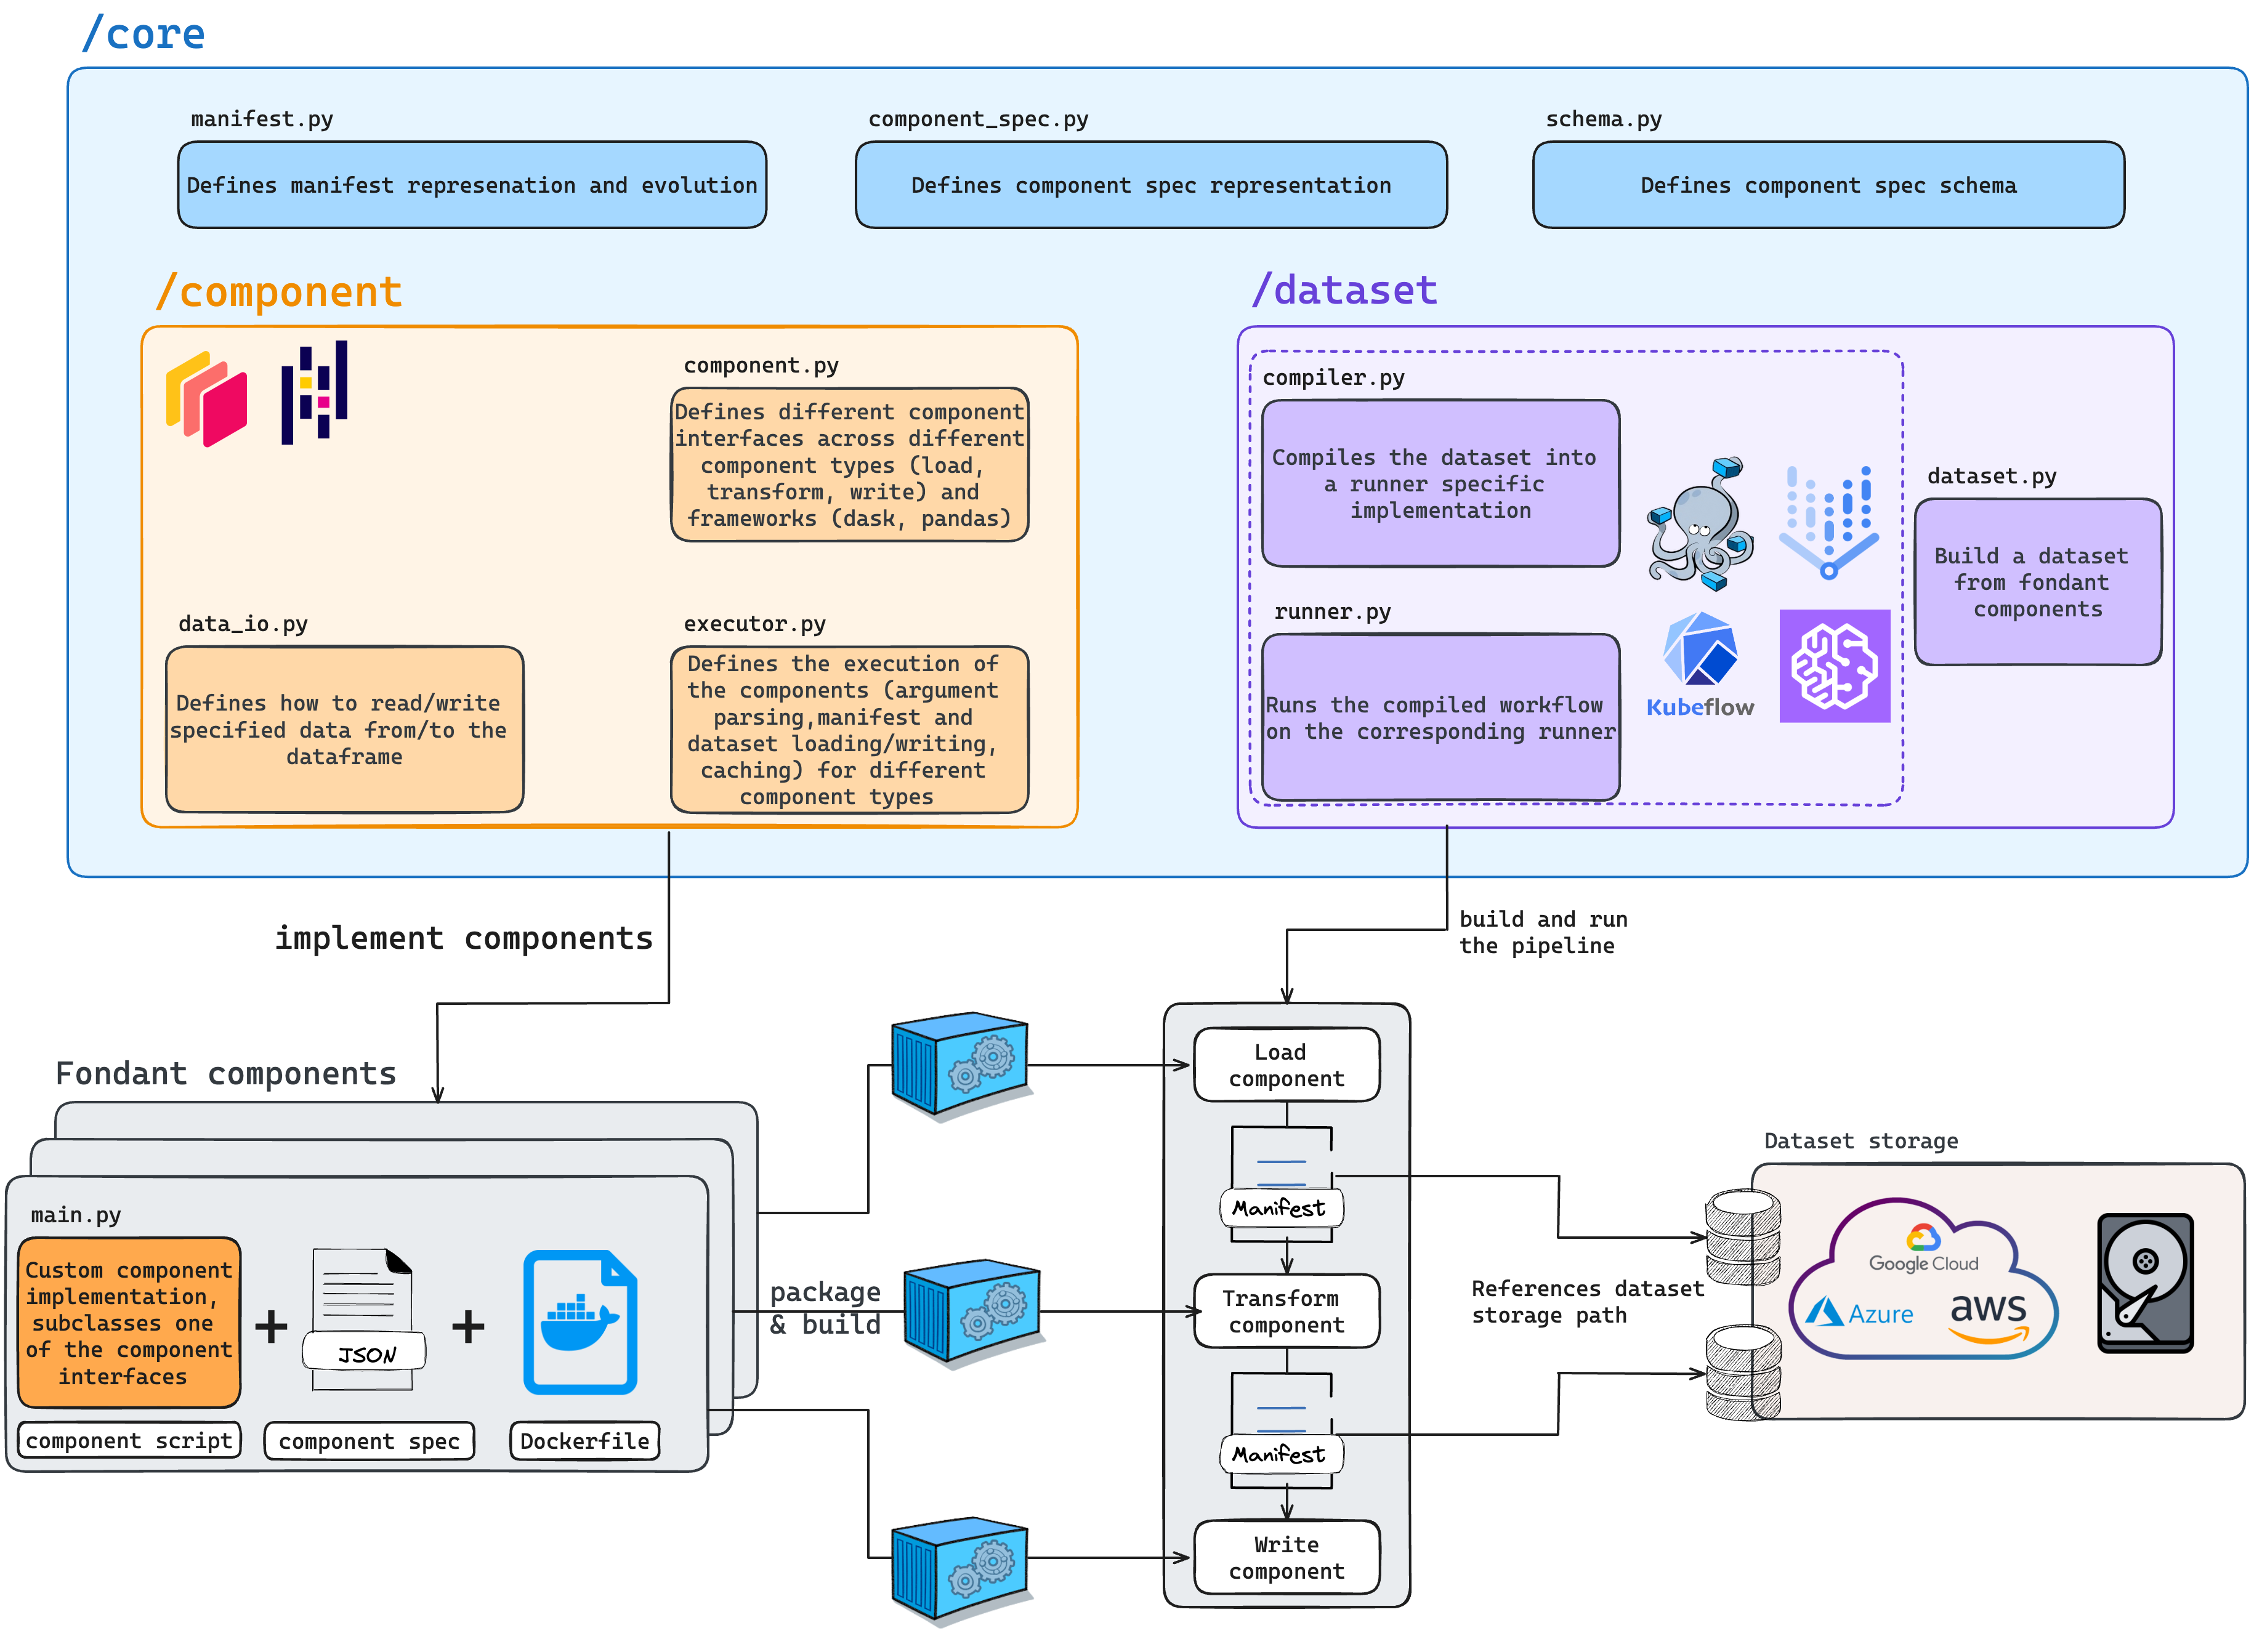 /core
manifest.py
Defines manifest represenation and evolution
component_spec.py
Defines component spec representation
schema.py
Defines component spec schema
/component
component.py
Defines different component
interfaces across different
component types (load,
transform, write) and
frameworks (dask, pandas)
data_io.py
Defines how to read/write
specified data from/to the
dataframe
executor.py
Defines the execution of
the components (argument
parsing,manifest and
dataset loading/writing,
caching) for different
component types
/dataset
compiler.py
Compiles the dataset into
a runner specific
implementation
runner.py
Runs the compiled workflow
on the corresponding runner
Kubeflow
dataset.py
Build a dataset
from fondant
components
implement components
build and run
the pipeline
Fondant components
main.py
Custom component
implementation,
subclasses one
of the component
interfaces
+
JSON
+
component script
component spec
Dockerfile
package
& build
Load
component
Manifest
Transform
component
Manifest
Write
component
References dataset
storage path
Dataset storage
Google Cloud
Azure
aws